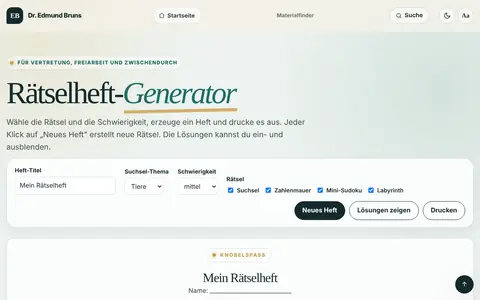 EB Dr. Edmund Bruns Startseite Materialfinder Suche Aa
FÜR VERTRETUNG, FREIARBEIT UND ZWISCHENDURCH
Rätselheft-Generator
Wähle die Rätsel und die Schwierigkeit, erzeuge ein Heft und drucke es aus. Jeder
Klick auf „Neues Heft" erstellt neue Rätsel. Die Lösungen kannst du ein- und
ausblenden.
Heft-Titel Suchsel-Thema Schwierigkeit Rätsel
Mein Rätselheft Tiere mittel Suchsel Zahlenmauer Mini-Sudoku Labyrinth
Neues Heft Lösungen zeigen Drucken
KNOBELSPASS
Mein Rätselheft
Name: ____________________